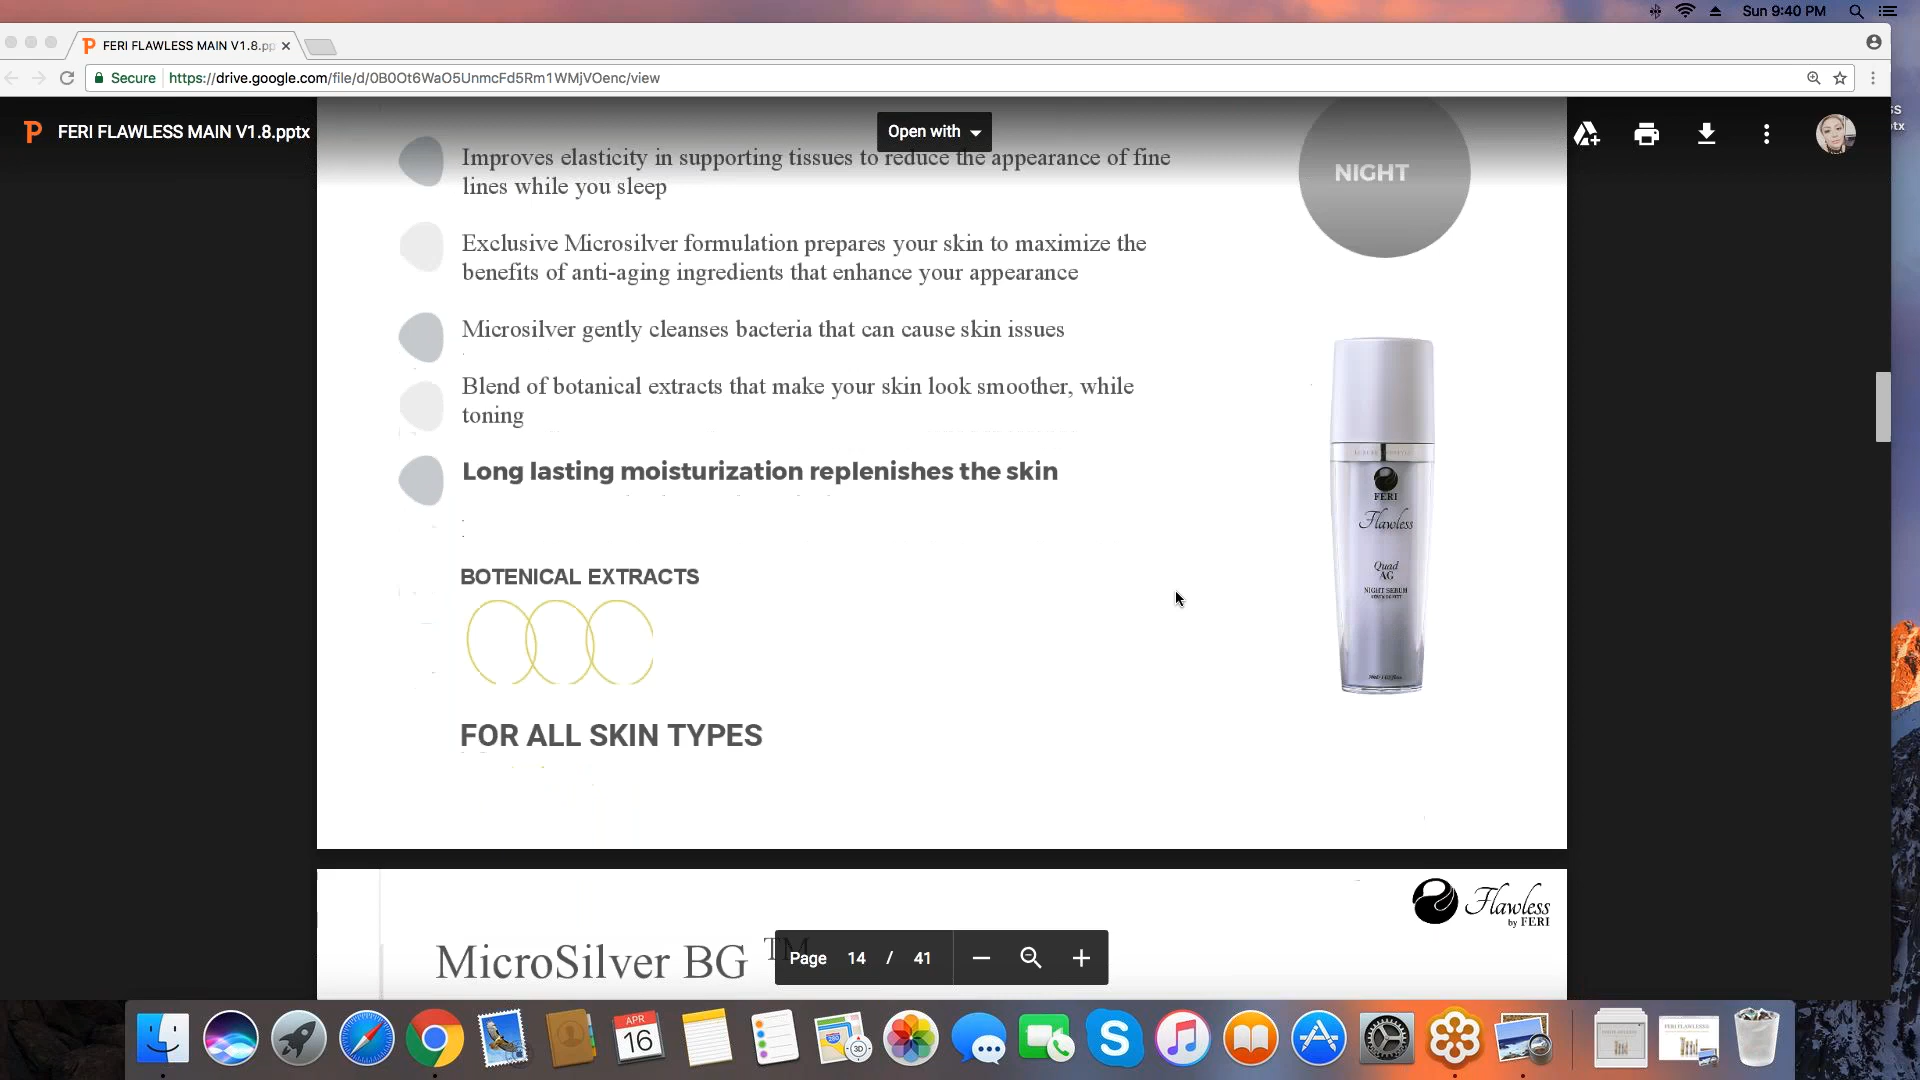 Sun 9:40 PM
FERI FLAWLESS MAIN V1.8.pp
Secure
https://drive.google.com/file/d/0B0Ot6WaO5UnmcFd5Rm1WMjVOenc/view
FERI FLAWLESS MAIN V1.8.pptx
Open with
Improves elasticity in supporting tissues to reduce the appearance of fine
lines while you sleep
NIGHT
Exclusive Microsilver formulation prepares your skin to maximize the
benefits of anti-aging ingredients that enhance your appearance
Microsilver gently cleanses bacteria that can cause skin issues
Blend of botanical extracts that make your skin look smoother, while
toning
Long lasting moisturization replenishes the skin
FERI
Flawless
Quad
AG
NIGHT SERUM
BOTENICAL EXTRACTS
FOR ALL SKIN TYPES
Flawless
by FERI
MicroSilver BG TM
Page 14 / 41
APR
16
280
3D